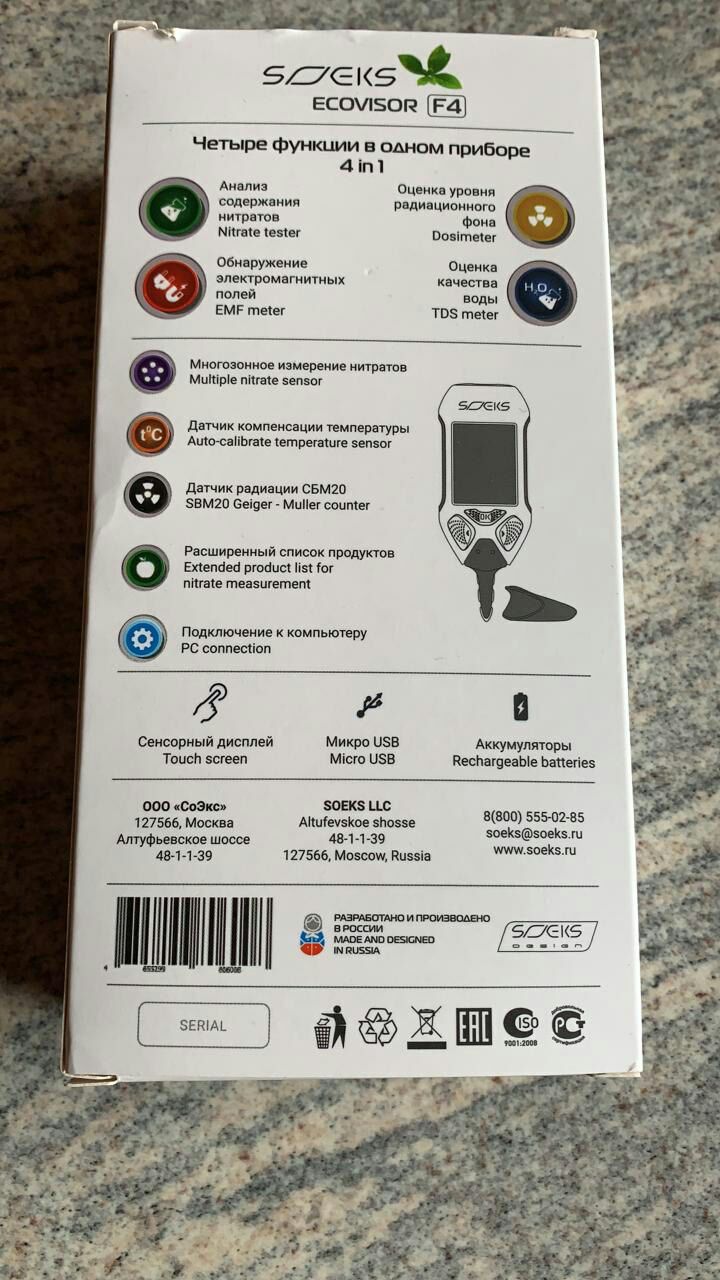 SOEKS
ECOVISOR F4
Четыре функции в одном приборе
4 in 1
Анализ
содержания
нитратов
Nitrate tester
Оценка уровня
радиационного
фона
Dosimeter
Обнаружение
электромагнитных
полей
EMF meter
Оценка
качества
воды
TDS meter
H₂O
Многозонное измерение нитратов
Multiple nitrate sensor
t°C
Датчик компенсации температуры
Auto-calibrate temperature sensor
Датчик радиации СБМ20
SBM20 Geiger - Muller counter
Расширенный список продуктов
Extended product list for
nitrate measurement
Подключение к компьютеру
PC connection
SOEKS
OK
Сенсорный дисплей
Touch screen
Микро USB
Micro USB
Аккумуляторы
Rechargeable batteries
ООО «СоЭкс»
127566, Москва
Алтуфьевское шоссе
48-1-1-39
SOEKS LLC
Altufevskoe shosse
48-1-1-39
127566, Moscow, Russia
8(800) 555-02-85
soeks@soeks.ru
www.soeks.ru
РАЗРАБОТАНО И ПРОИЗВЕДЕНО
В РОССИИ
MADE AND DESIGNED
IN RUSSIA
SOEKS
DESIGN
SERIAL
EAC
ISO
9001:2008
добровольная
РСТ
сертификация